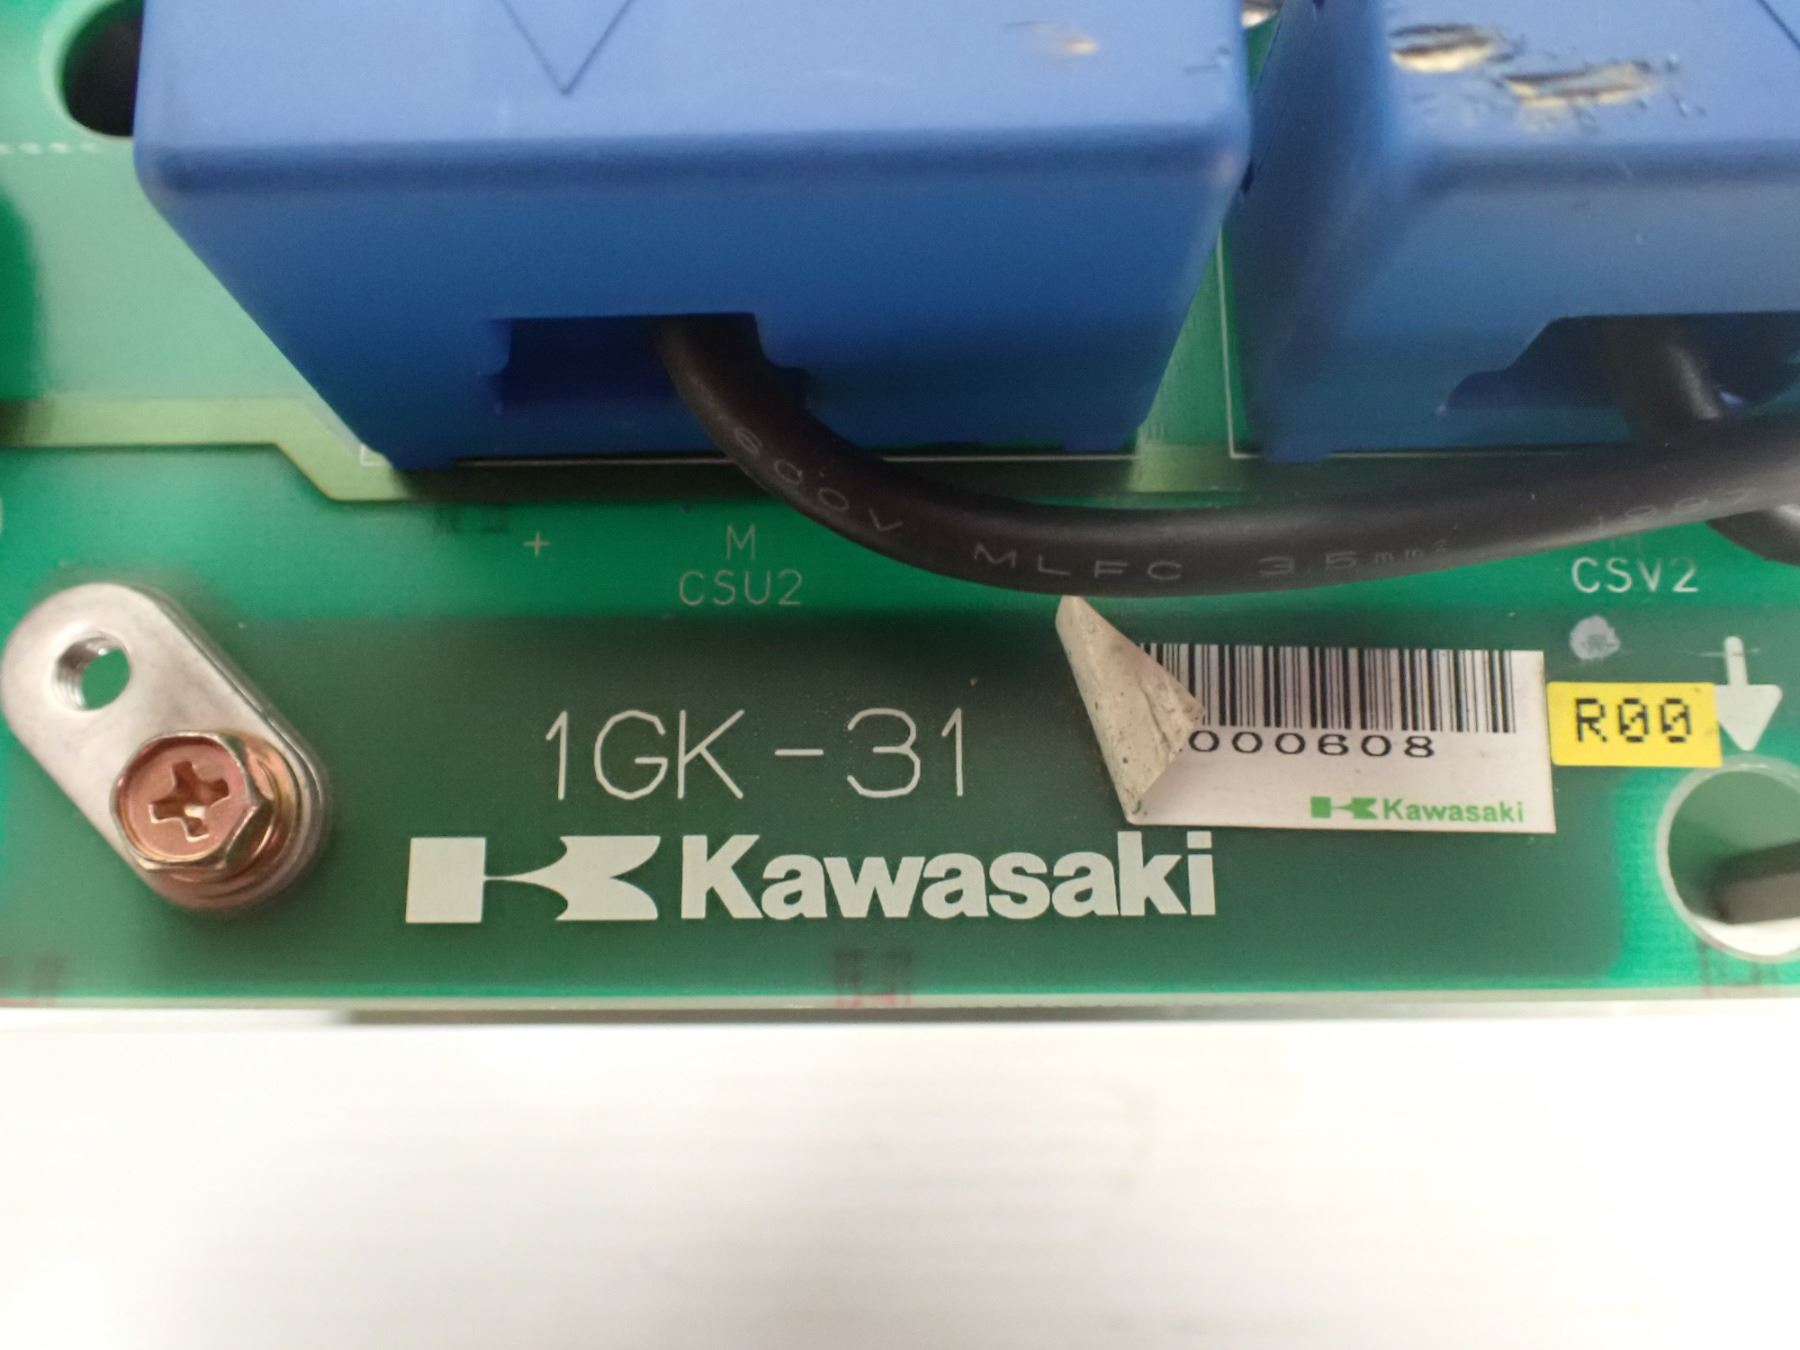 +
M
CSU2
600V MLFC 3.5mm²
CSV2
000608
Kawasaki
R00
1GK-31
Kawasaki